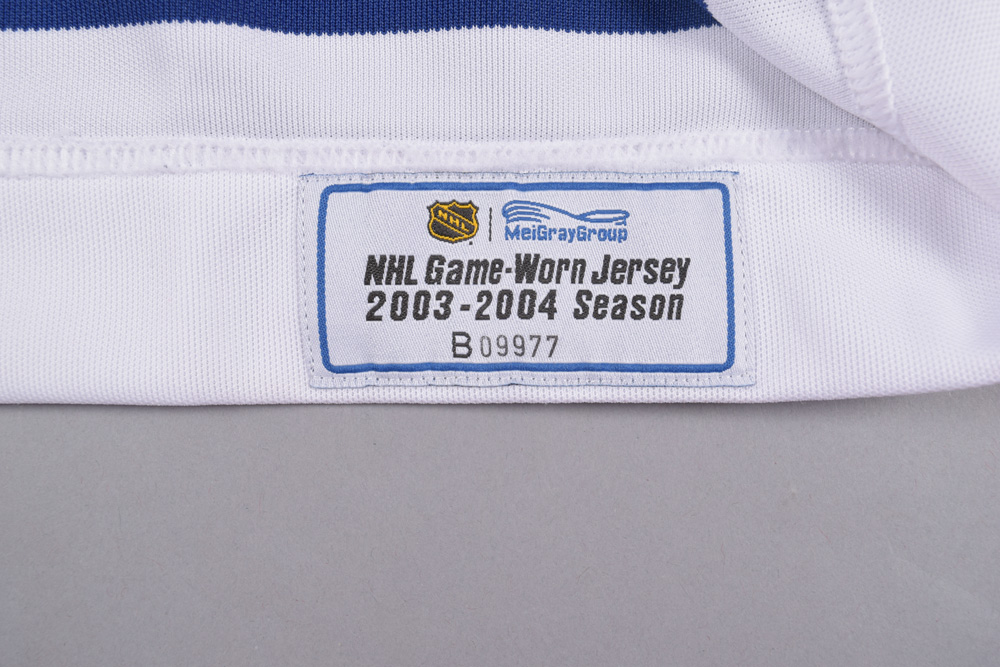 NHL
MeiGrayGroup
NHL Game-Worn Jersey
2003-2004 Season
B09977